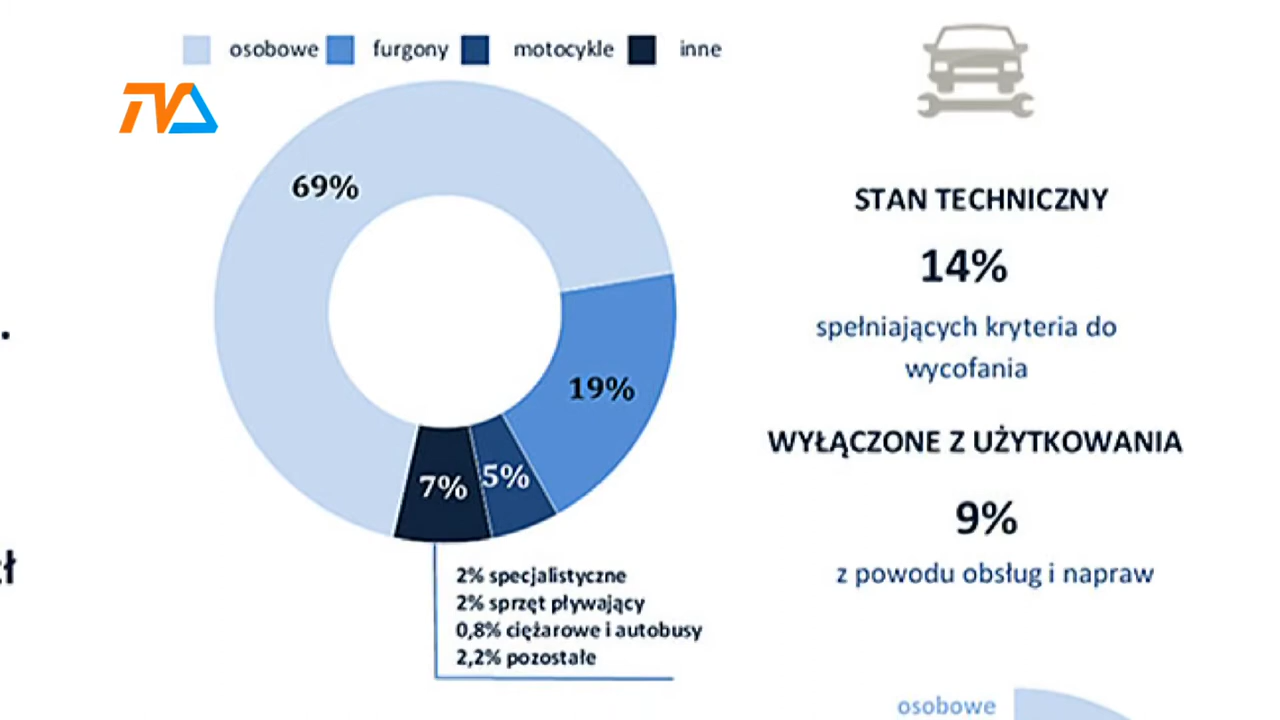 osobowe furgony motocykle inne
TVD
69%
19%
7%
5%
2% specjalistyczne
2% sprzęt pływający
0,8% ciężarowe i autobusy
2,2% pozostałe
STAN TECHNICZNY
14%
spełniających kryteria do
wycofania
WYŁĄCZONE Z UŻYTKOWANIA
9%
z powodu obsług i napraw
osobowe